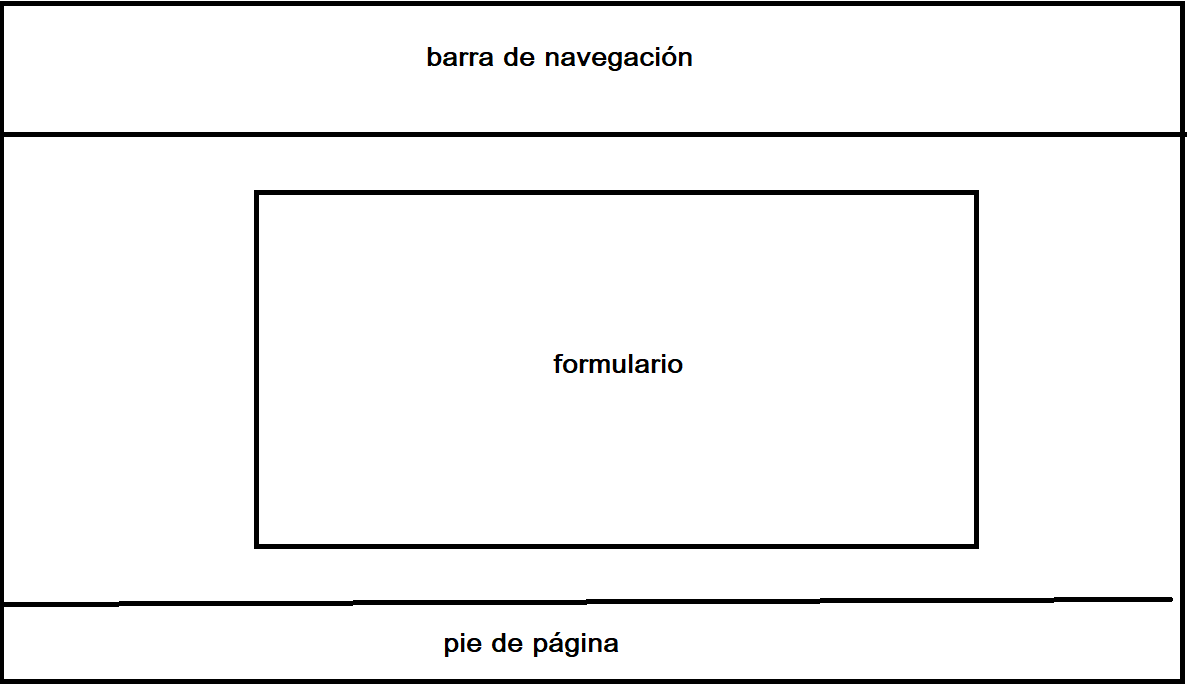 barra de navegación
formulario
pie de página